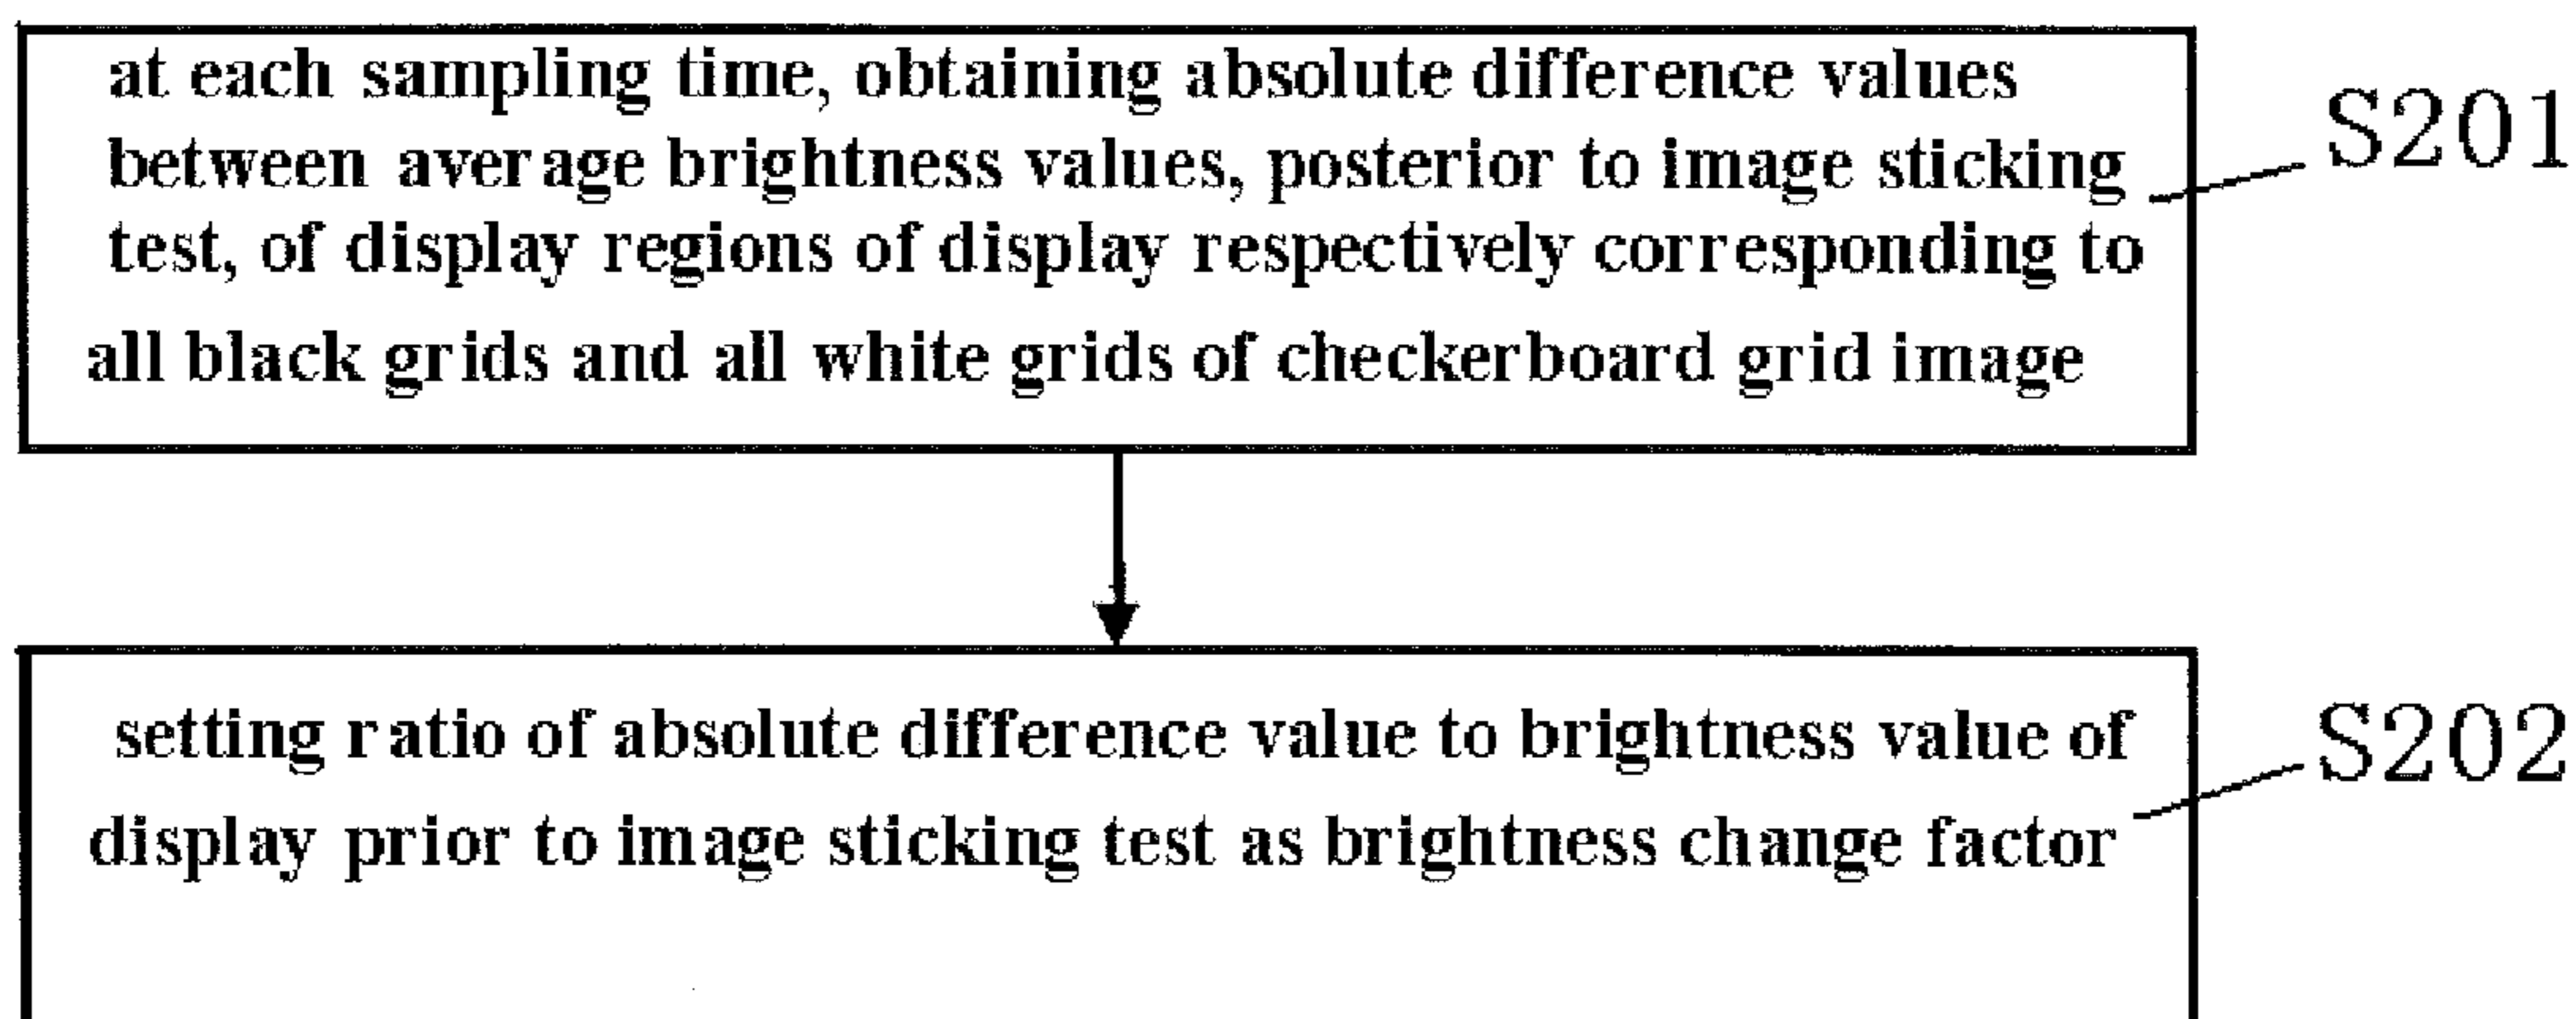 at each sampling time, obtaining absolute difference values
between average brightness values, posterior to image sticking
test, of display regions of display respectively corresponding to
all black grids and all white grids of checkerboard grid image
S201
setting ratio of absolute difference value to brightness value of
display prior to image sticking test as brightness change factor
S202